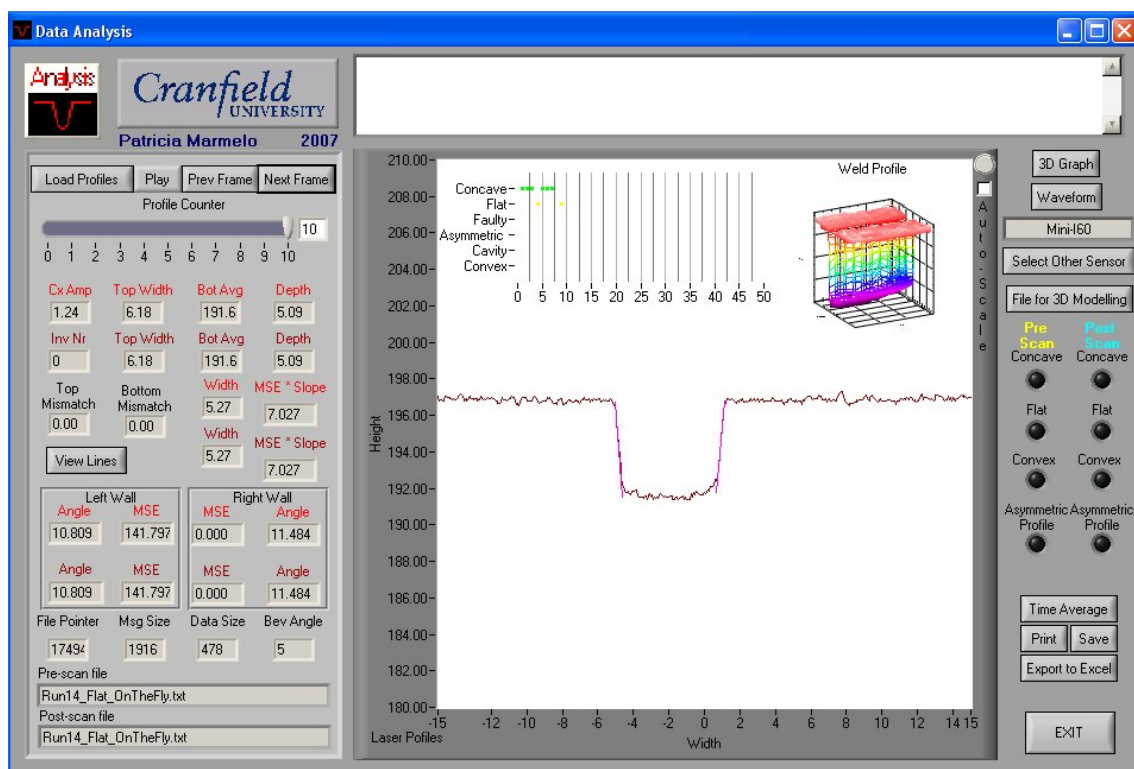 Data Analysis
Analysis
Cranfield
UNIVERSITY
Patricia Marmelo 2007
Load Profiles Play Prev Frame Next Frame
Profile Counter
10
0 1 2 3 4 5 6 7 8 9 10
Cx Amp Top Width Bot Avg Depth
1.24 6.18 191.6 5.09
Inv Nr Top Width Bot Avg Depth
0 6.18 191.6 5.09
Top Mismatch Bottom Mismatch Width MSE * Slope
0.00 0.00 5.27 7.027
Width MSE * Slope
View Lines 5.27 7.027
Left Wall Right Wall
Angle MSE MSE Angle
10.809 141.797 0.000 11.484
Angle MSE MSE Angle
10.809 141.797 0.000 11.484
File Pointer Msg Size Data Size Bev Angle
1749 1916 478 5
Pre-scan file
Run14_Flat_OnTheFly.txt
Post-scan file
Run14_Flat_OnTheFly.txt
210.00
208.00
206.00
204.00
202.00
200.00
198.00
196.00
194.00
192.00
190.00
188.00
186.00
184.00
182.00
180.00
Height
-15 -12 -10 -8 -6 -4 -2 0 2 4 6 8 10 12 14 15
Width
Laser Pofiles
Concave
Flat
Faulty
Asymmetric
Cavity
Convex
0 5 10 15 20 25 30 35 40 45 50
Weld Profile
Auto-Scale
3D Graph
Waveform
Mini-I60
Select Other Sensor
File for 3D Modelling
Pre Scan Post Scan
Concave Concave
Flat Flat
Convex Convex
Asymmetric Profile Asymmetric Profile
Time Average
Print Save
Export to Excel
EXIT